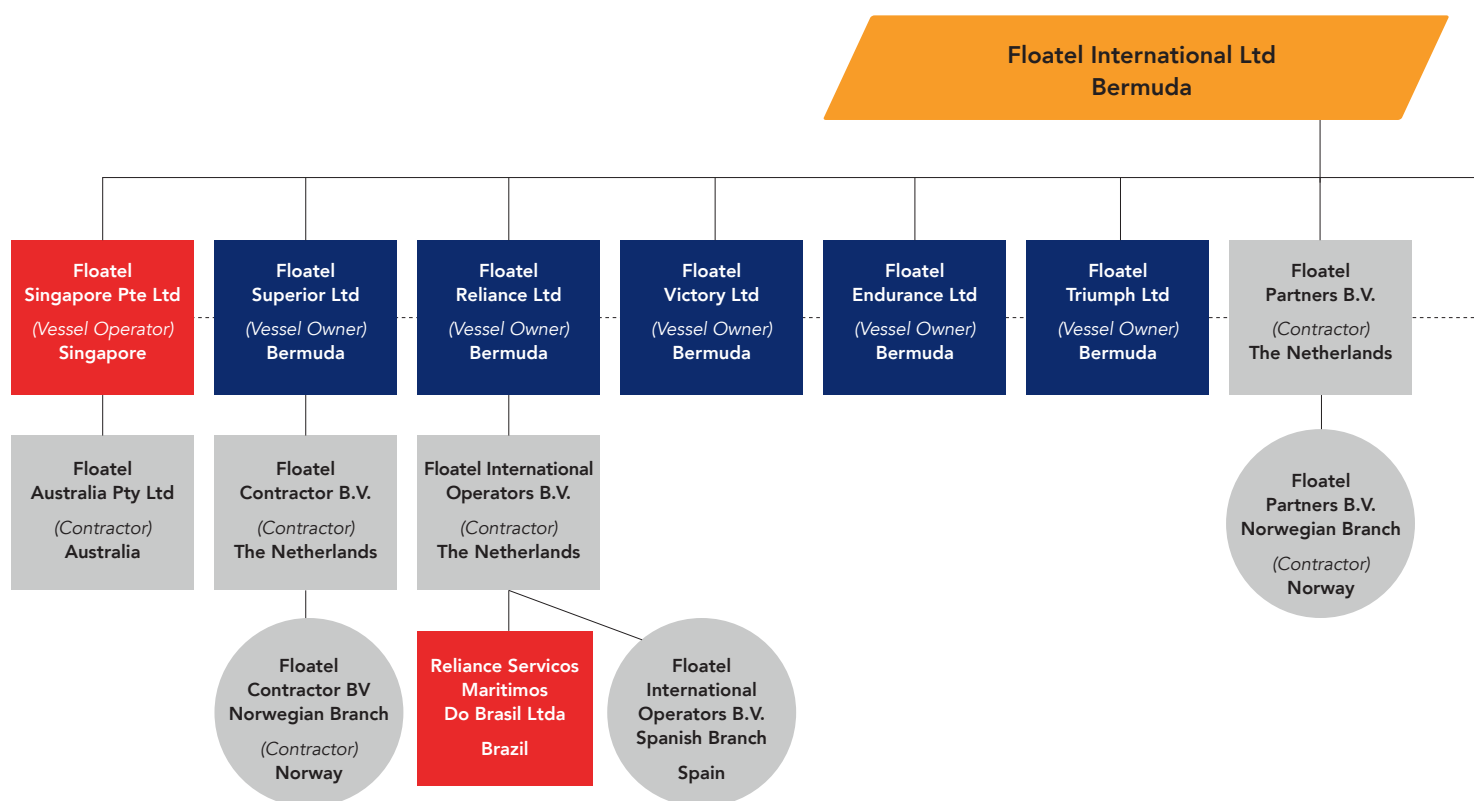 Floatel International Ltd
Bermuda
Floatel
Singapore Pte Ltd
(Vessel Operator)
Singapore
Floatel
Superior Ltd
(Vessel Owner)
Bermuda
Floatel
Reliance Ltd
(Vessel Owner)
Bermuda
Floatel
Victory Ltd
(Vessel Owner)
Bermuda
Floatel
Endurance Ltd
(Vessel Owner)
Bermuda
Floatel
Triumph Ltd
(Vessel Owner)
Bermuda
Floatel
Partners B.V.
(Contractor)
The Netherlands
Floatel
Australia Pty Ltd
(Contractor)
Australia
Floatel
Contractor B.V.
(Contractor)
The Netherlands
Floatel International
Operators B.V.
(Contractor)
The Netherlands
Floatel
Partners B.V.
Norwegian Branch
(Contractor)
Norway
Floatel
Contractor BV
Norwegian Branch
(Contractor)
Norway
Reliance Servicos
Maritimos
Do Brasil Ltda
Brazil
Floatel
International
Operators B.V.
Spanish Branch
Spain